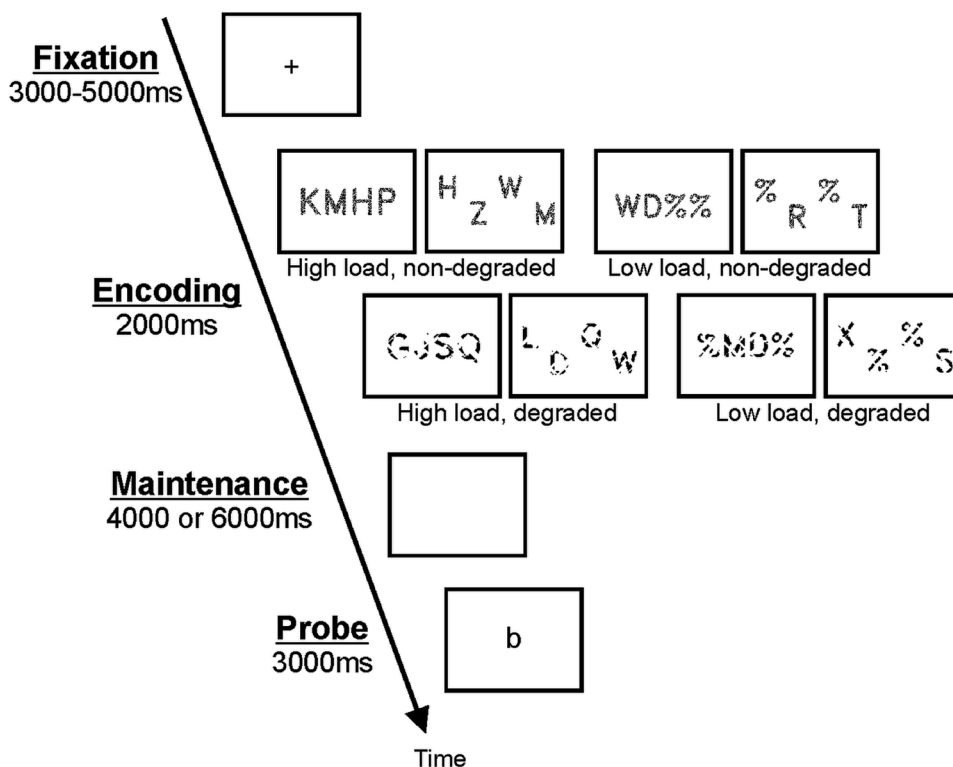 Fixation
3000-5000ms
+
KMHP
H Z W M
WD%%
% R % T
High load, non-degraded
Low load, non-degraded
Encoding
2000ms
GJSQ
L D Q W
%MD%
X % % S
High load, degraded
Low load, degraded
Maintenance
4000 or 6000ms
Probe
3000ms
b
Time